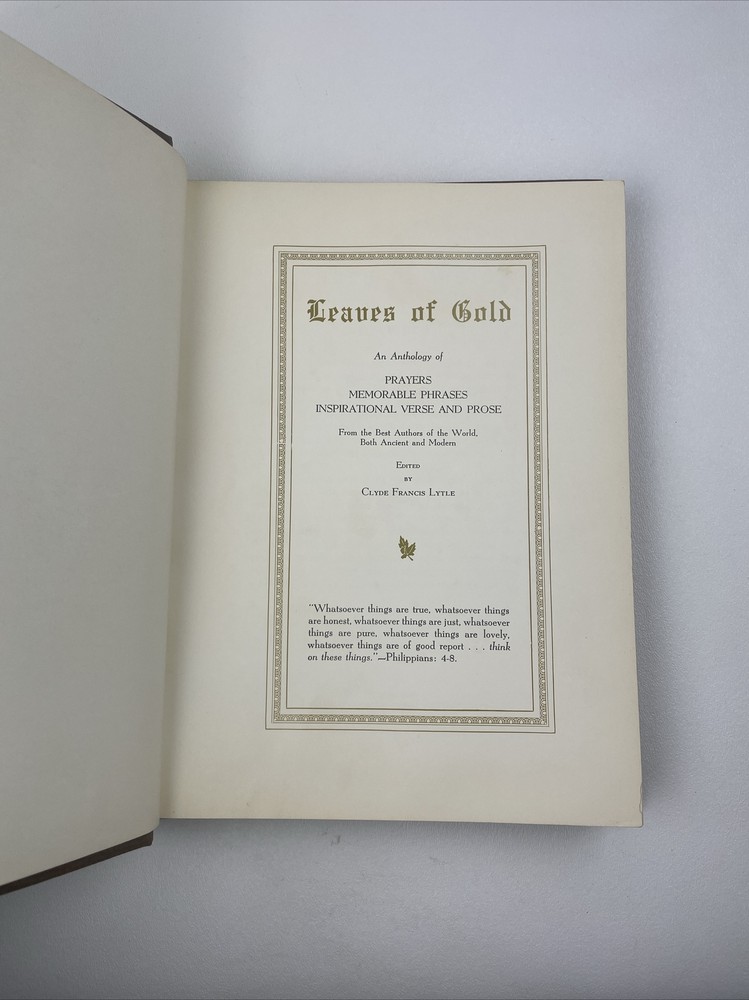 Leaves of Gold
An Anthology of
PRAYERS
MEMORABLE PHRASES
INSPIRATIONAL VERSE AND PROSE
From the Best Authors of the World,
Both Ancient and Modern
Edited
by
Clyde Francis Lytle
"Whatsoever things are true, whatsoever things
are honest, whatsoever things are just, whatsoever
things are pure, whatsoever things are lovely,
whatsoever things are of good report . . . think
on these things."—Philippians: 4-8.